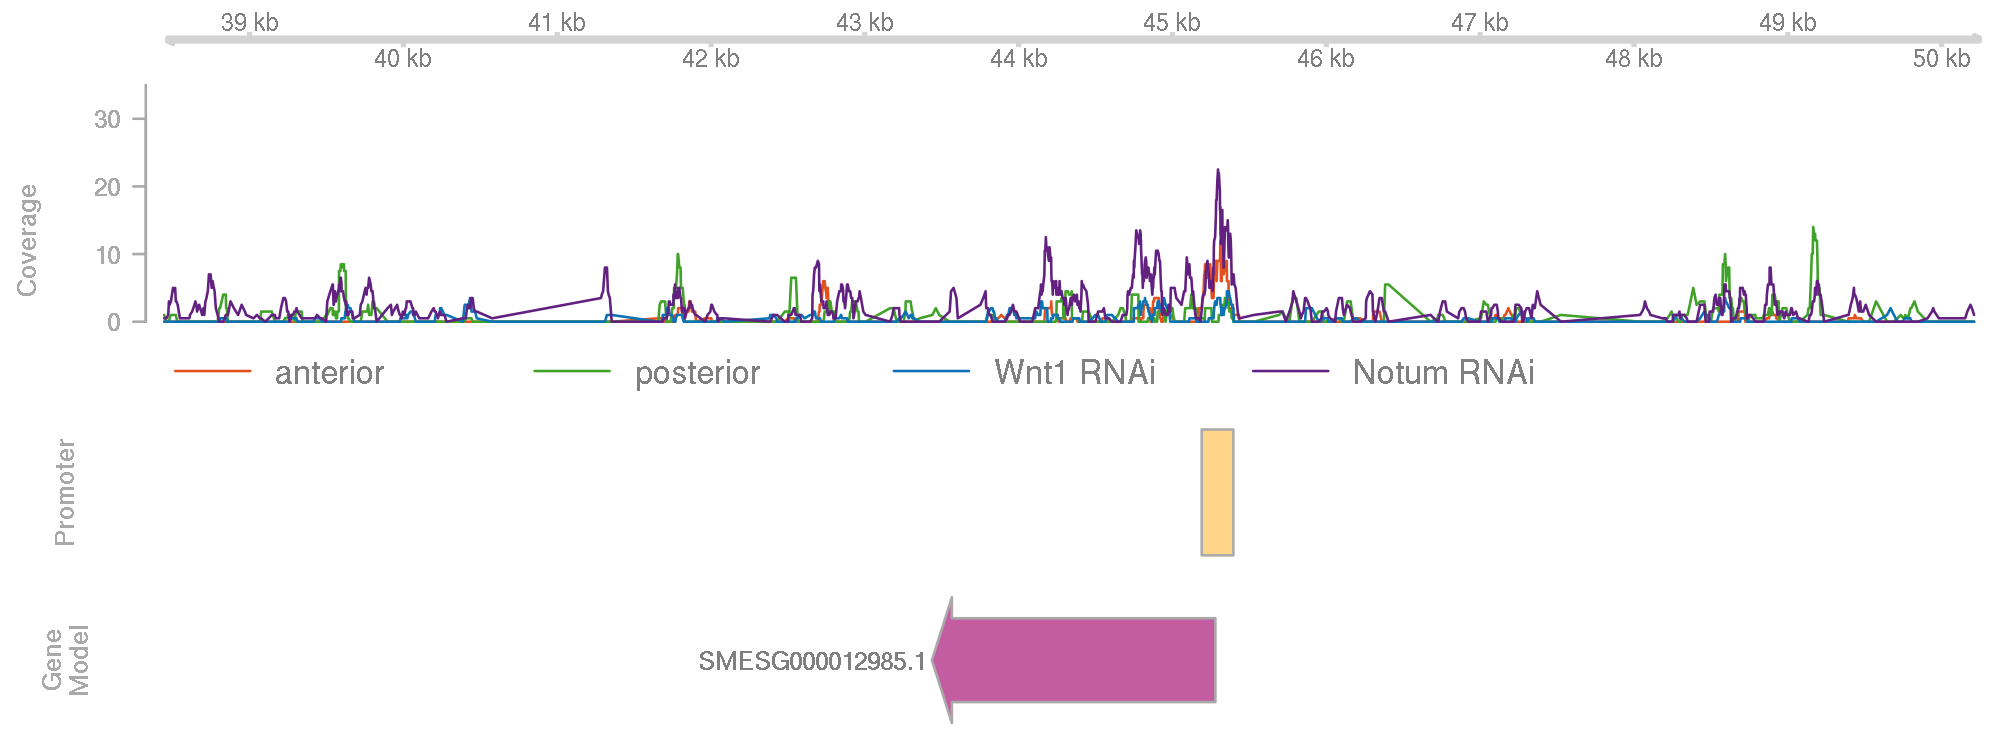 39 kb 41 kb 43 kb 45 kb 47 kb 49 kb
40 kb 42 kb 44 kb 46 kb 48 kb 50 kb
30
20
10
0
Coverage
anterior posterior Wnt1 RNAi Notum RNAi
Promoter
0
Gene
Model
SMESG000012985.1